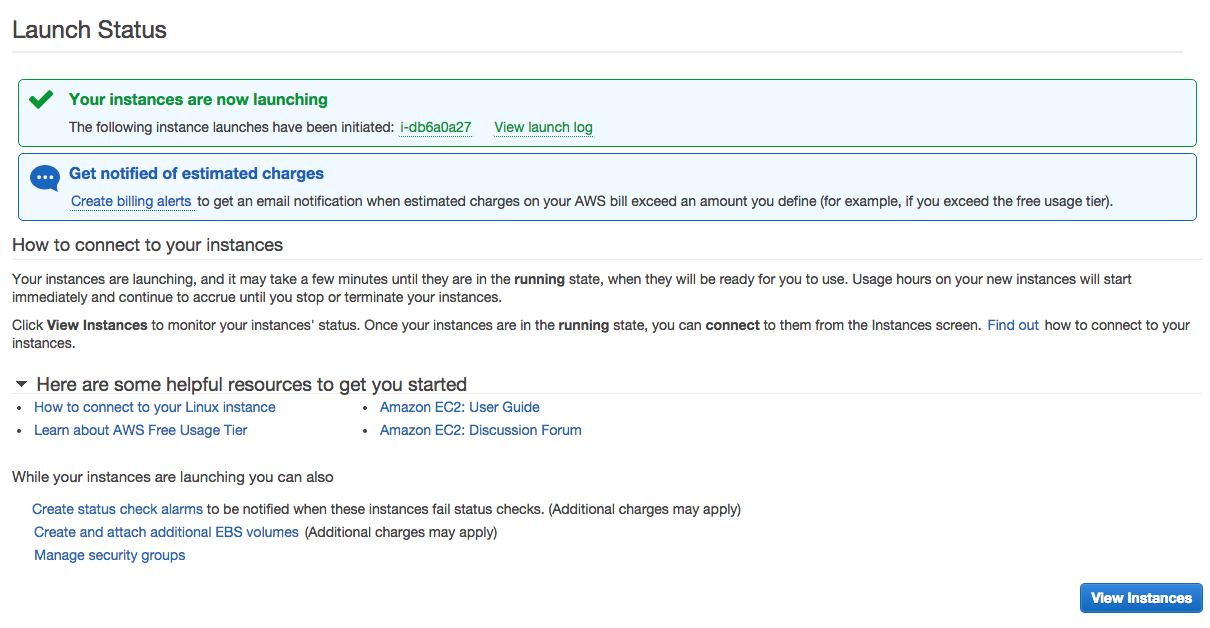 Launch Status
Your instances are now launching
The following instance launches have been initiated: i-db6a0a27 View launch log
Get notified of estimated charges
Create billing alerts to get an email notification when estimated charges on your AWS bill exceed an amount you define (for example, if you exceed the free usage tier).
How to connect to your instances
Your instances are launching, and it may take a few minutes until they are in the running state, when they will be ready for you to use. Usage hours on your new instances will start
immediately and continue to accrue until you stop or terminate your instances.
Click View Instances to monitor your instances' status. Once your instances are in the running state, you can connect to them from the Instances screen. Find out how to connect to your
instances.
Here are some helpful resources to get you started
• How to connect to your Linux instance
• Learn about AWS Free Usage Tier
• Amazon EC2: User Guide
• Amazon EC2: Discussion Forum
While your instances are launching you can also
Create status check alarms to be notified when these instances fail status checks. (Additional charges may apply)
Create and attach additional EBS volumes (Additional charges may apply)
Manage security groups
View Instances